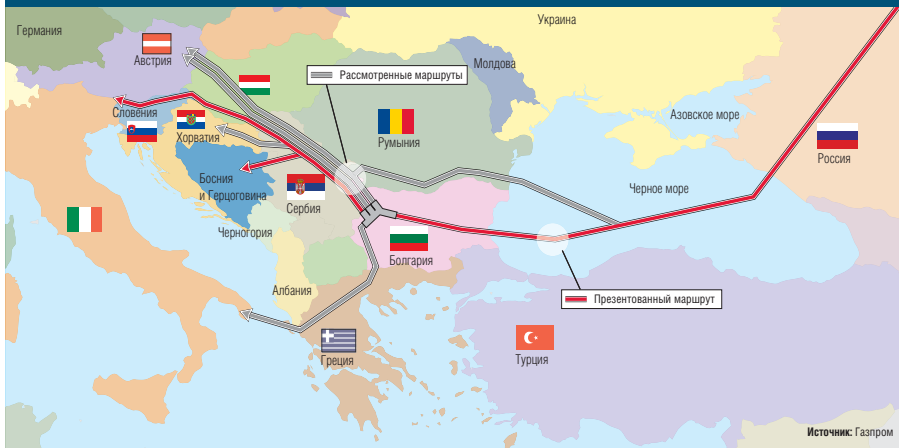 Германия
Украина
Австрия
Молдова
Рассмотренные маршруты
Словения
Хорватия
Румыния
Азовское море
Россия
Босния
и Герцоговина
Сербия
Черное море
Черногория
Болгария
Албания
Презентованный маршрут
Греция
Турция
Источник: Газпром